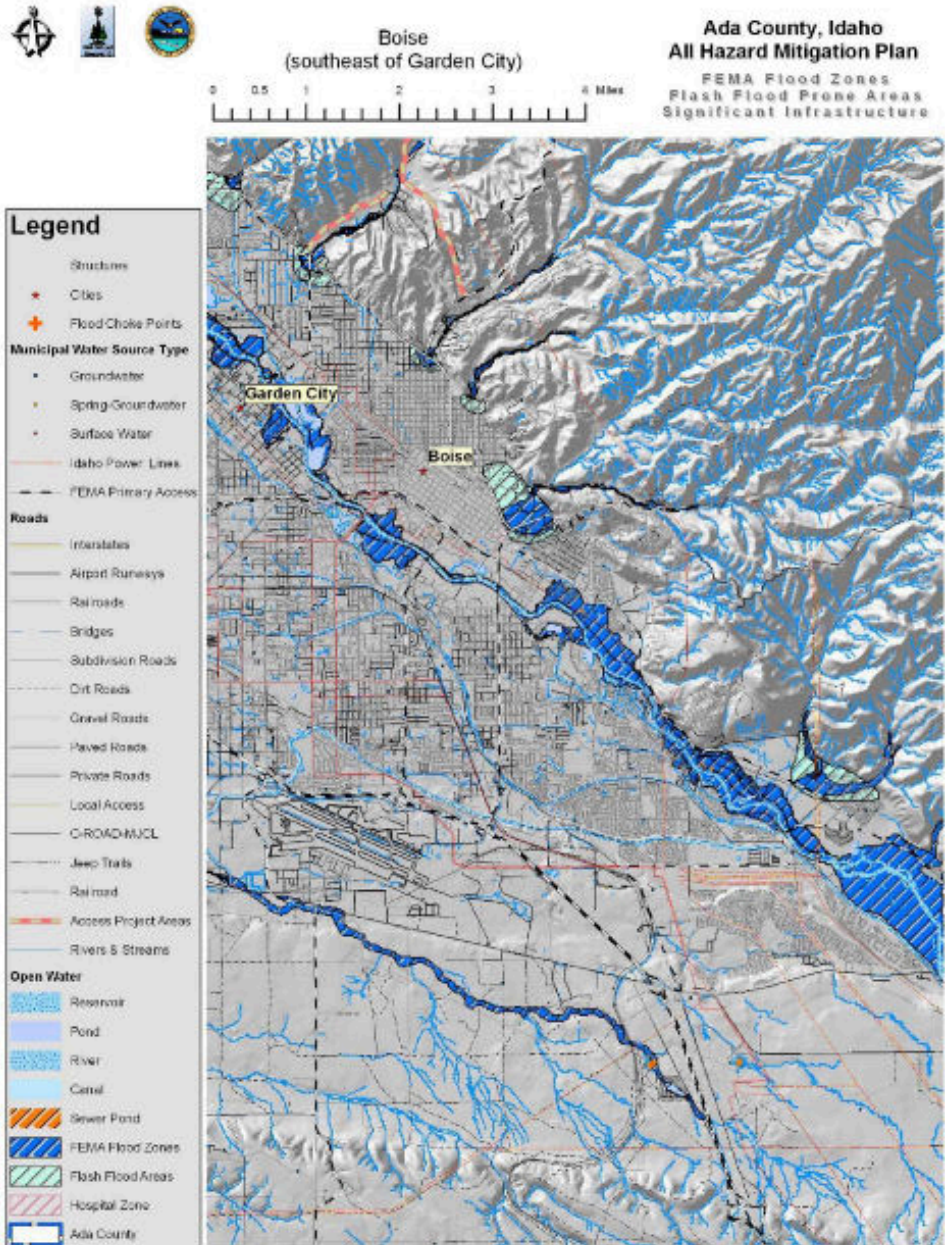 Boise
(southeast of Garden City)
0 0.5 1 2 3 4 Miles
Ada County, Idaho
All Hazard Mitigation Plan
FEMA Flood Zones
Flash Flood Prone Areas
Significant Infrastructure
Legend
Structures
Cities
Flood Choke Points
Municipal Water Source Type
Groundwater
Spring-Groundwater
Surface Water
Idaho Power Lines
FEMA Primary Access
Roads
Interstates
Airport Runways
Railroads
Bridges
Subdivision Roads
Dirt Roads
Gravel Roads
Paved Roads
Private Roads
Local Access
C-ROAD-MJCL
Jeep Trails
Railroad
Access Project Areas
Rivers & Streams
Open Water
Reservoir
Pond
River
Canal
Sewer Pond
FEMA Flood Zones
Flash Flood Areas
Hospital Zone
Ada County
Garden City
Boise